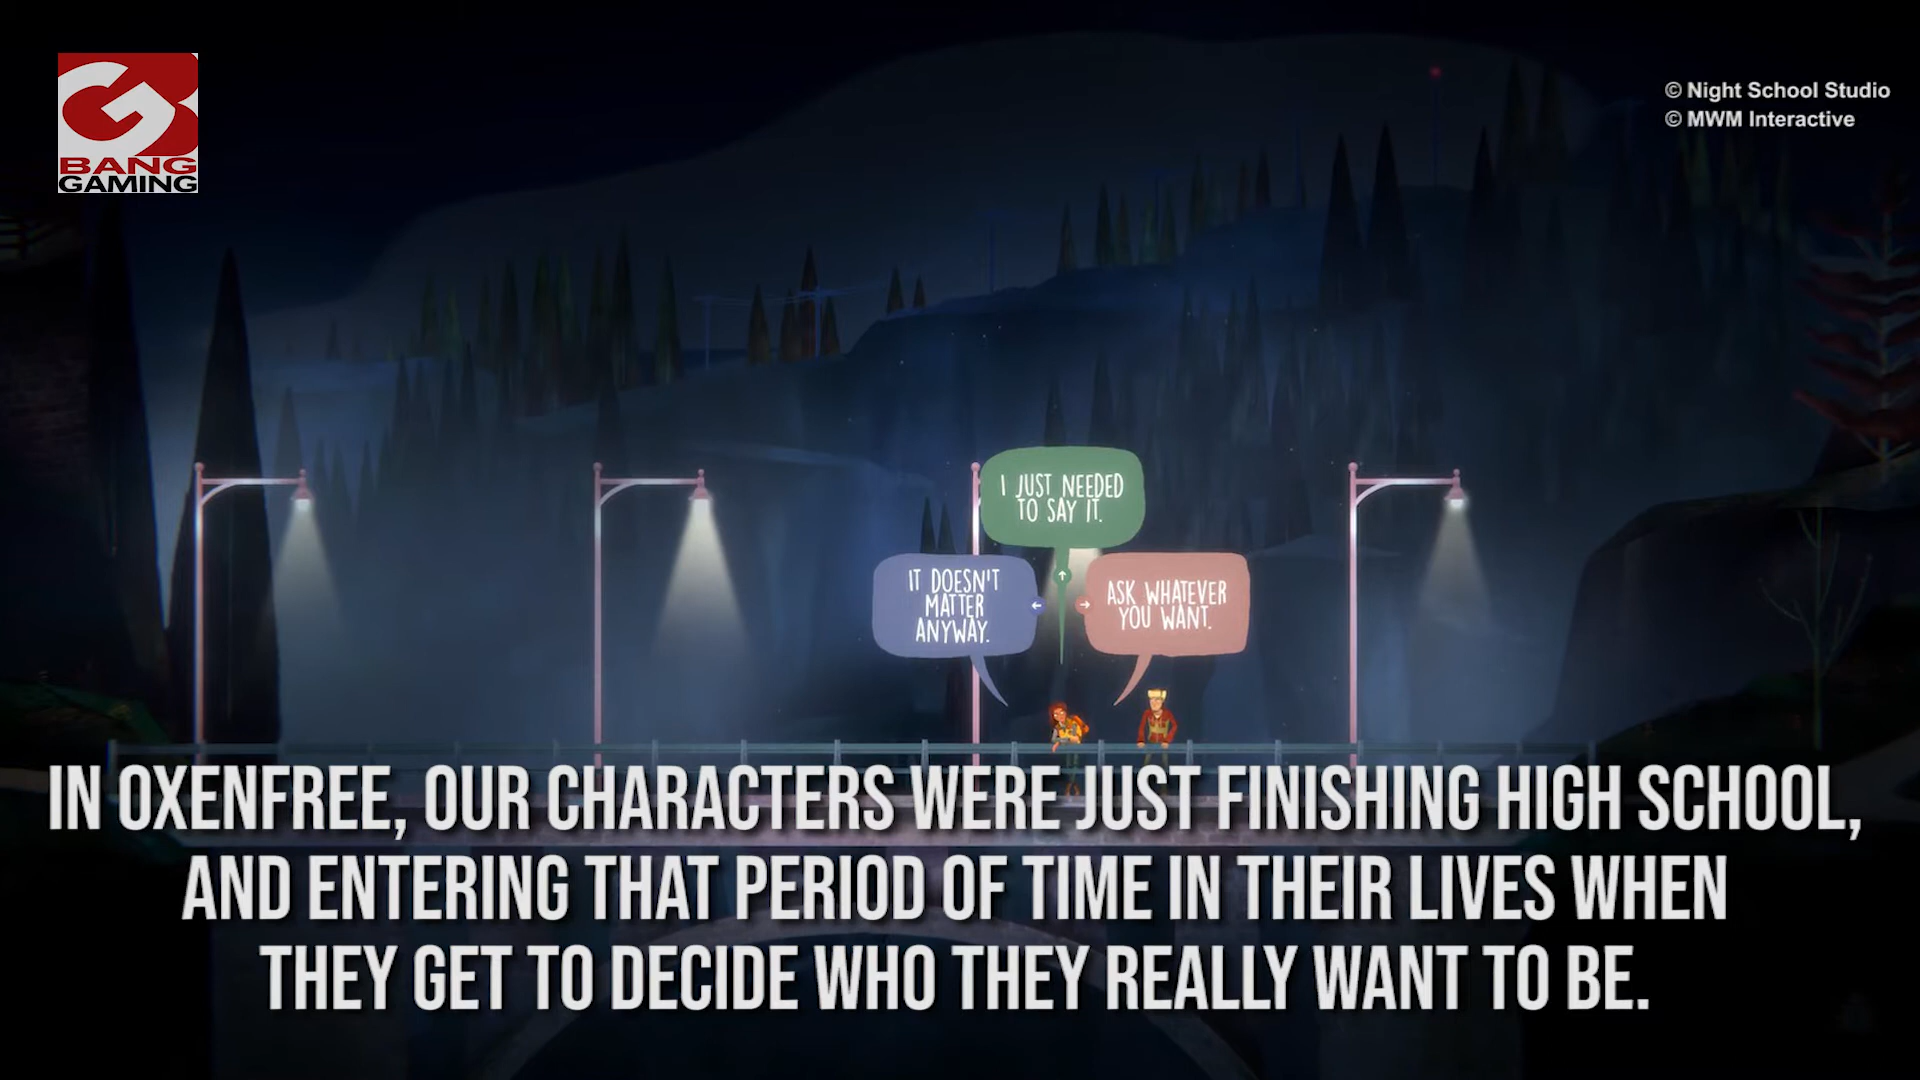 BANG
GAMING
© Night School Studio
© MWM Interactive
I JUST NEEDED
TO SAY IT.
IT DOESN'T
MATTER
ANYWAY.
ASK WHATEVER
YOU WANT.
IN OXENFREE, OUR CHARACTERS WERE JUST FINISHING HIGH SCHOOL,
AND ENTERING THAT PERIOD OF TIME IN THEIR LIVES WHEN
THEY GET TO DECIDE WHO THEY REALLY WANT TO BE.